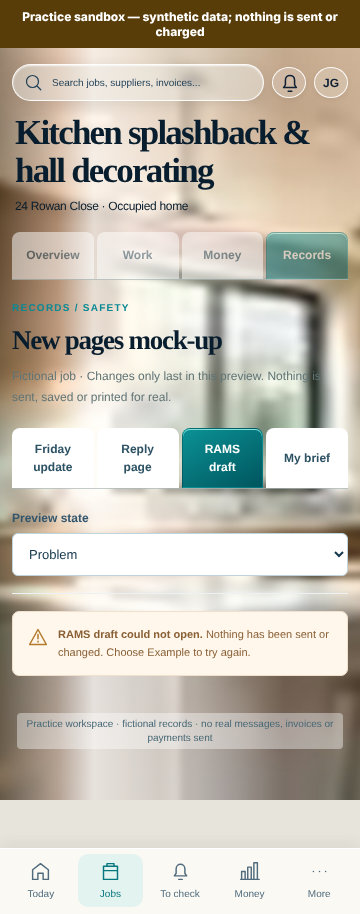 Practice sandbox — synthetic data; nothing is sent or
charged
Search jobs, suppliers, invoices...
JG
Kitchen splashback &
hall decorating
24 Rowan Close · Occupied home
Overview
Work
Money
Records
RECORDS / SAFETY
New pages mock-up
Fictional job · Changes only last in this preview. Nothing is
sent, saved or printed for real.
Friday
update
Reply
page
RAMS
draft
My brief
Preview state
Problem
RAMS draft could not open. Nothing has been sent or
changed. Choose Example to try again.
Practice workspace · fictional records · no real messages, invoices or
payments sent
Today
Jobs
To check
Money
More